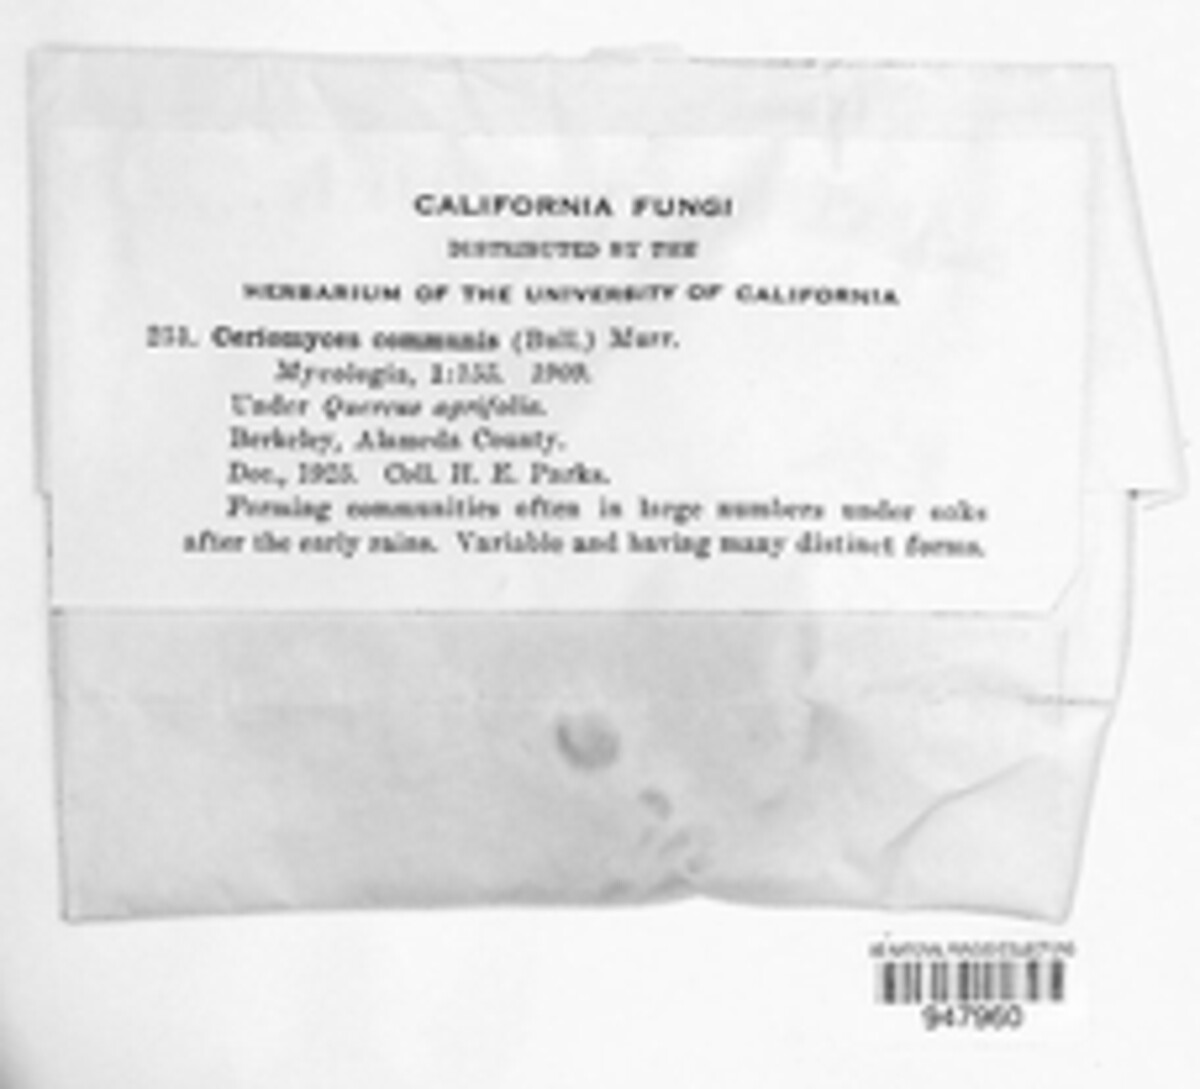 CALIFORNIA FUNGI
DISTRIBUTED BY THE
HERBARIUM OF THE UNIVERSITY OF CALIFORNIA
Ceriomyces communis (Bull.) Murr.
Mycologia, 1:155. 1909.
Under Quercus agrifolia.
Berkeley, Alameda County.
Dec., 1925. Coll. H. E. Parks.
Forming communities often in large numbers under oaks
after the early rains. Variable and having many distinct forms.
947960